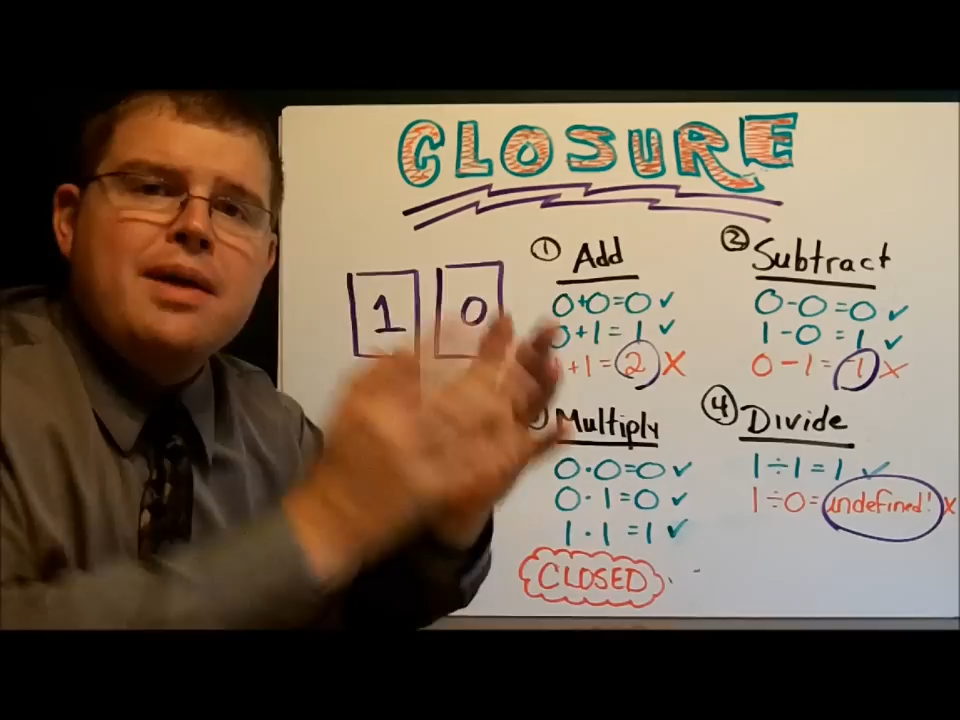 CLOSURE
1 0
① Add
0+0=0 ✓
0+1=1 ✓
+1=2 X
② Subtract
0-0=0 ✓
1-0=1 ✓
0-1=1 X
Multiply
0·0=0 ✓
0·1=0 ✓
1·1=1 ✓
CLOSED
④ Divide
1÷1=1 ✓
1÷0=undefined! X